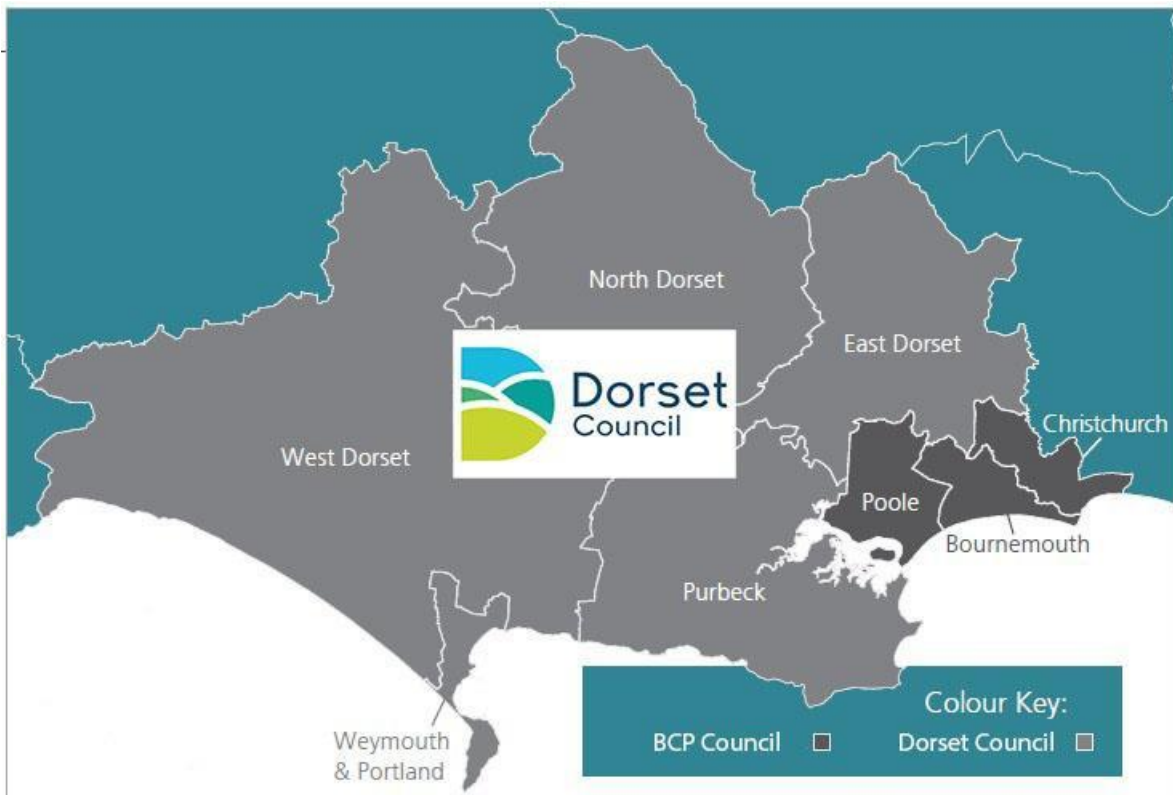 North Dorset
East Dorset
Dorset
Council
Christchurch
West Dorset
Poole
Bournemouth
Purbeck
Colour Key:
BCP Council
Dorset Council
Weymouth
& Portland